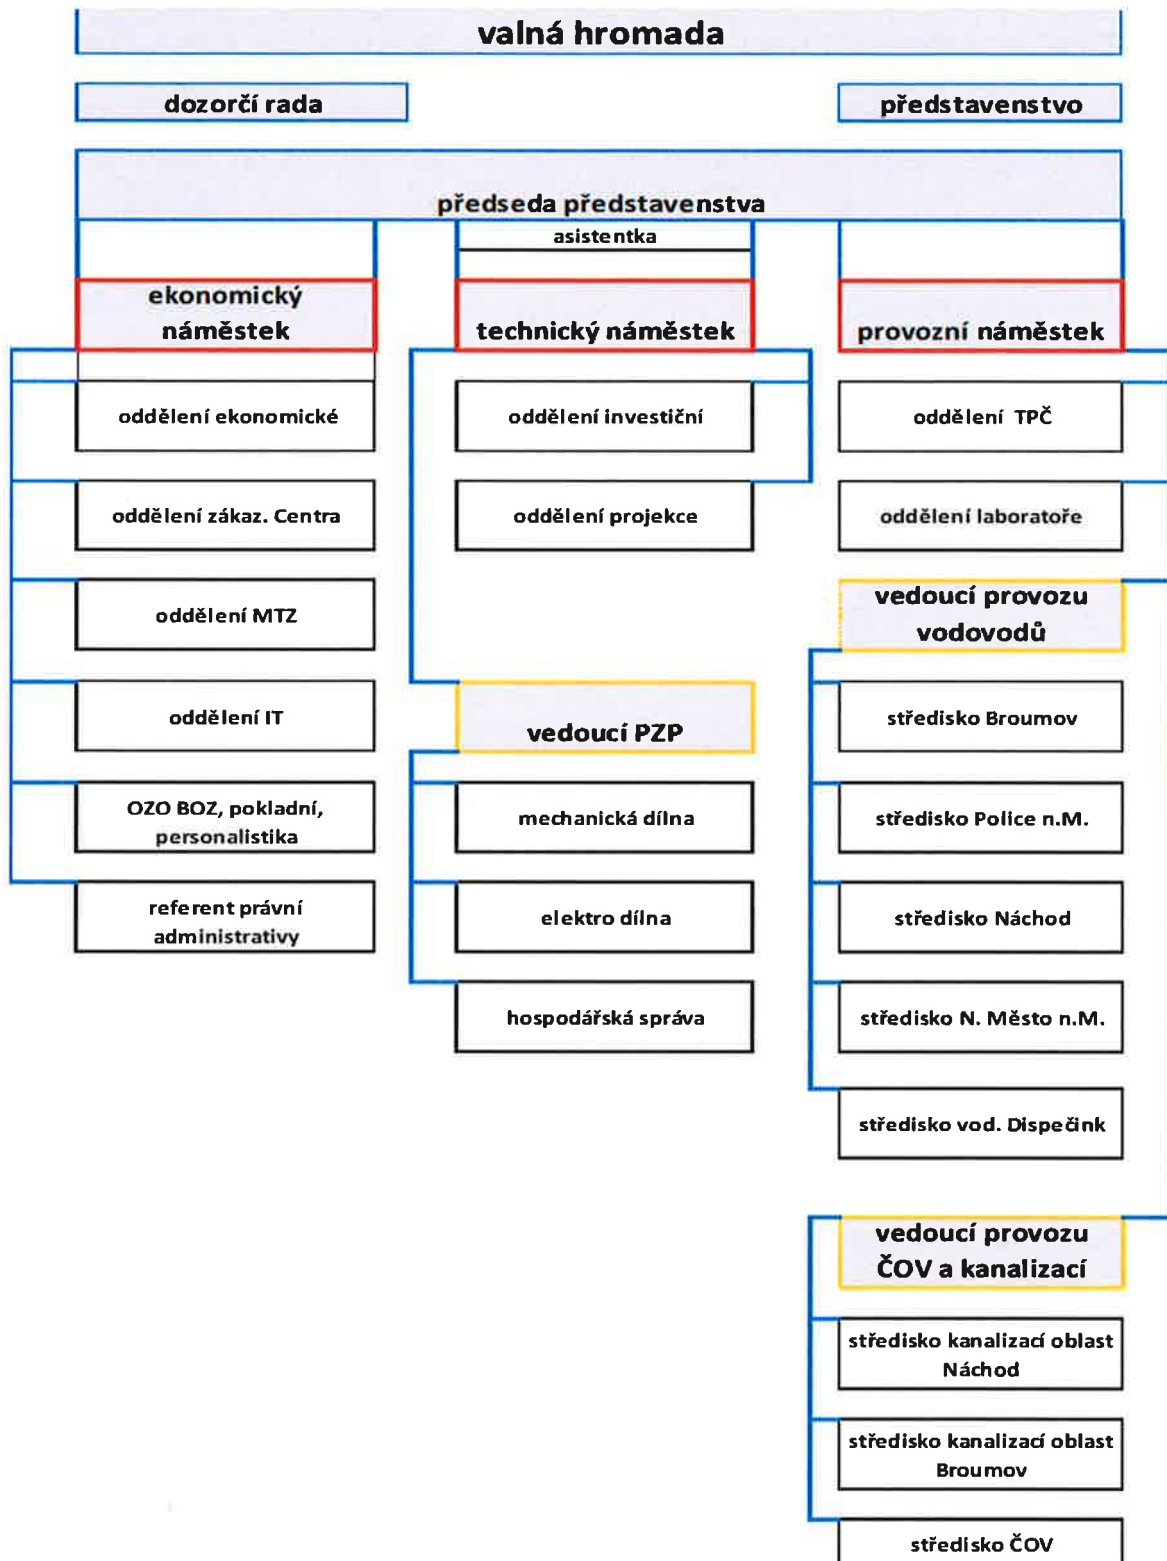 valná hromada
dozorčí rada
představenstvo
předseda představenstva
asistentka
ekonomický
náměstek
oddělení ekonomické
oddělení zákaz. Centra
oddělení MTZ
oddělení IT
OZO BOZ, pokladní,
personalistika
referent právní
administrativy
technický náměstek
oddělení investiční
oddělení projekce
vedoucí PZP
mechanická dílna
elektro dílna
hospodářská správa
provozní náměstek
oddělení TPČ
oddělení laboratoře
vedoucí provozu
vodovodů
středisko Broumov
středisko Police n.M.
středisko Náchod
středisko N. Město n.M.
středisko vod. Dispečink
vedoucí provozu
ČOV a kanalizací
středisko kanalizací oblast
Náchod
středisko kanalizací oblast
Broumov
středisko ČOV